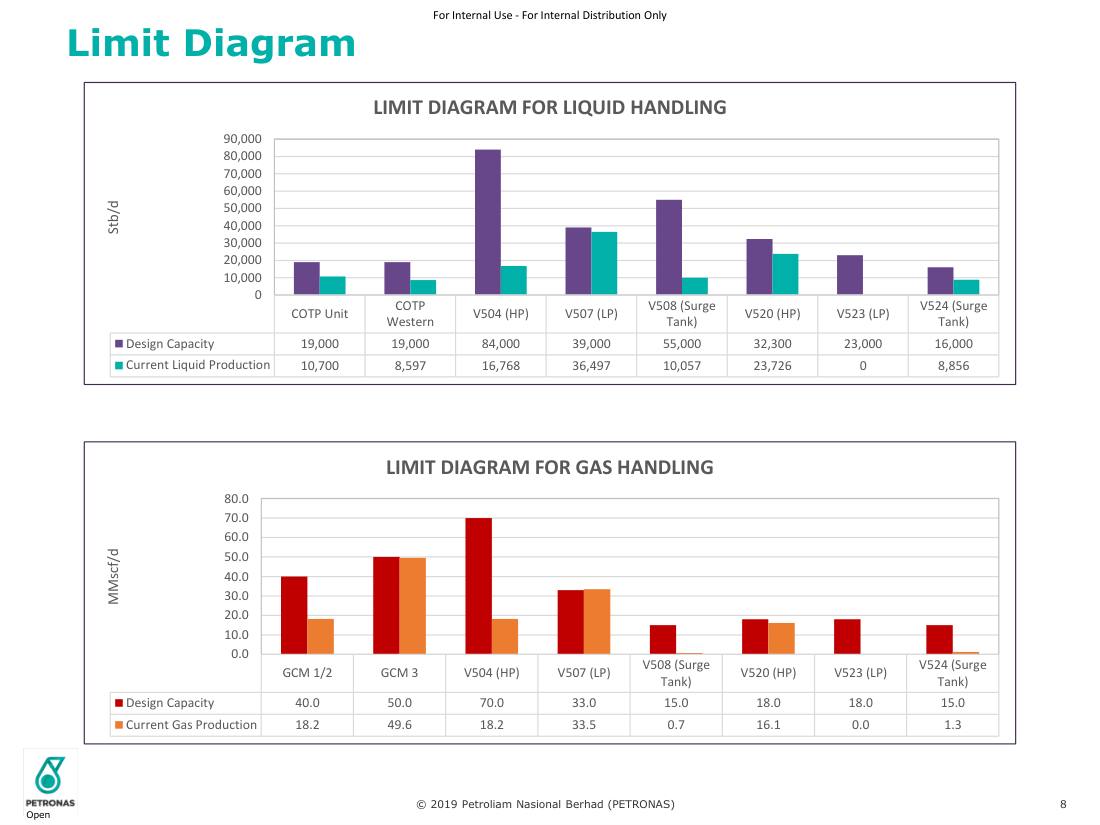 For Internal Use - For Internal Distribution Only
Limit Diagram
LIMIT DIAGRAM FOR LIQUID HANDLING
Stb/d
90,000
80,000
70,000
60,000
50,000
40,000
30,000
20,000
10,000
0
COTP Unit COTP Western V504 (HP) V507 (LP) V508 (Surge Tank) V520 (HP) V523 (LP) V524 (Surge Tank)
Design Capacity 19,000 19,000 84,000 39,000 55,000 32,300 23,000 16,000
Current Liquid Production 10,700 8,597 16,768 36,497 10,057 23,726 0 8,856
LIMIT DIAGRAM FOR GAS HANDLING
MMscf/d
80.0
70.0
60.0
50.0
40.0
30.0
20.0
10.0
0.0
GCM 1/2 GCM 3 V504 (HP) V507 (LP) V508 (Surge Tank) V520 (HP) V523 (LP) V524 (Surge Tank)
Design Capacity 40.0 50.0 70.0 33.0 15.0 18.0 18.0 15.0
Current Gas Production 18.2 49.6 18.2 33.5 0.7 16.1 0.0 1.3
PETRONAS
Open
© 2019 Petroliam Nasional Berhad (PETRONAS)
8